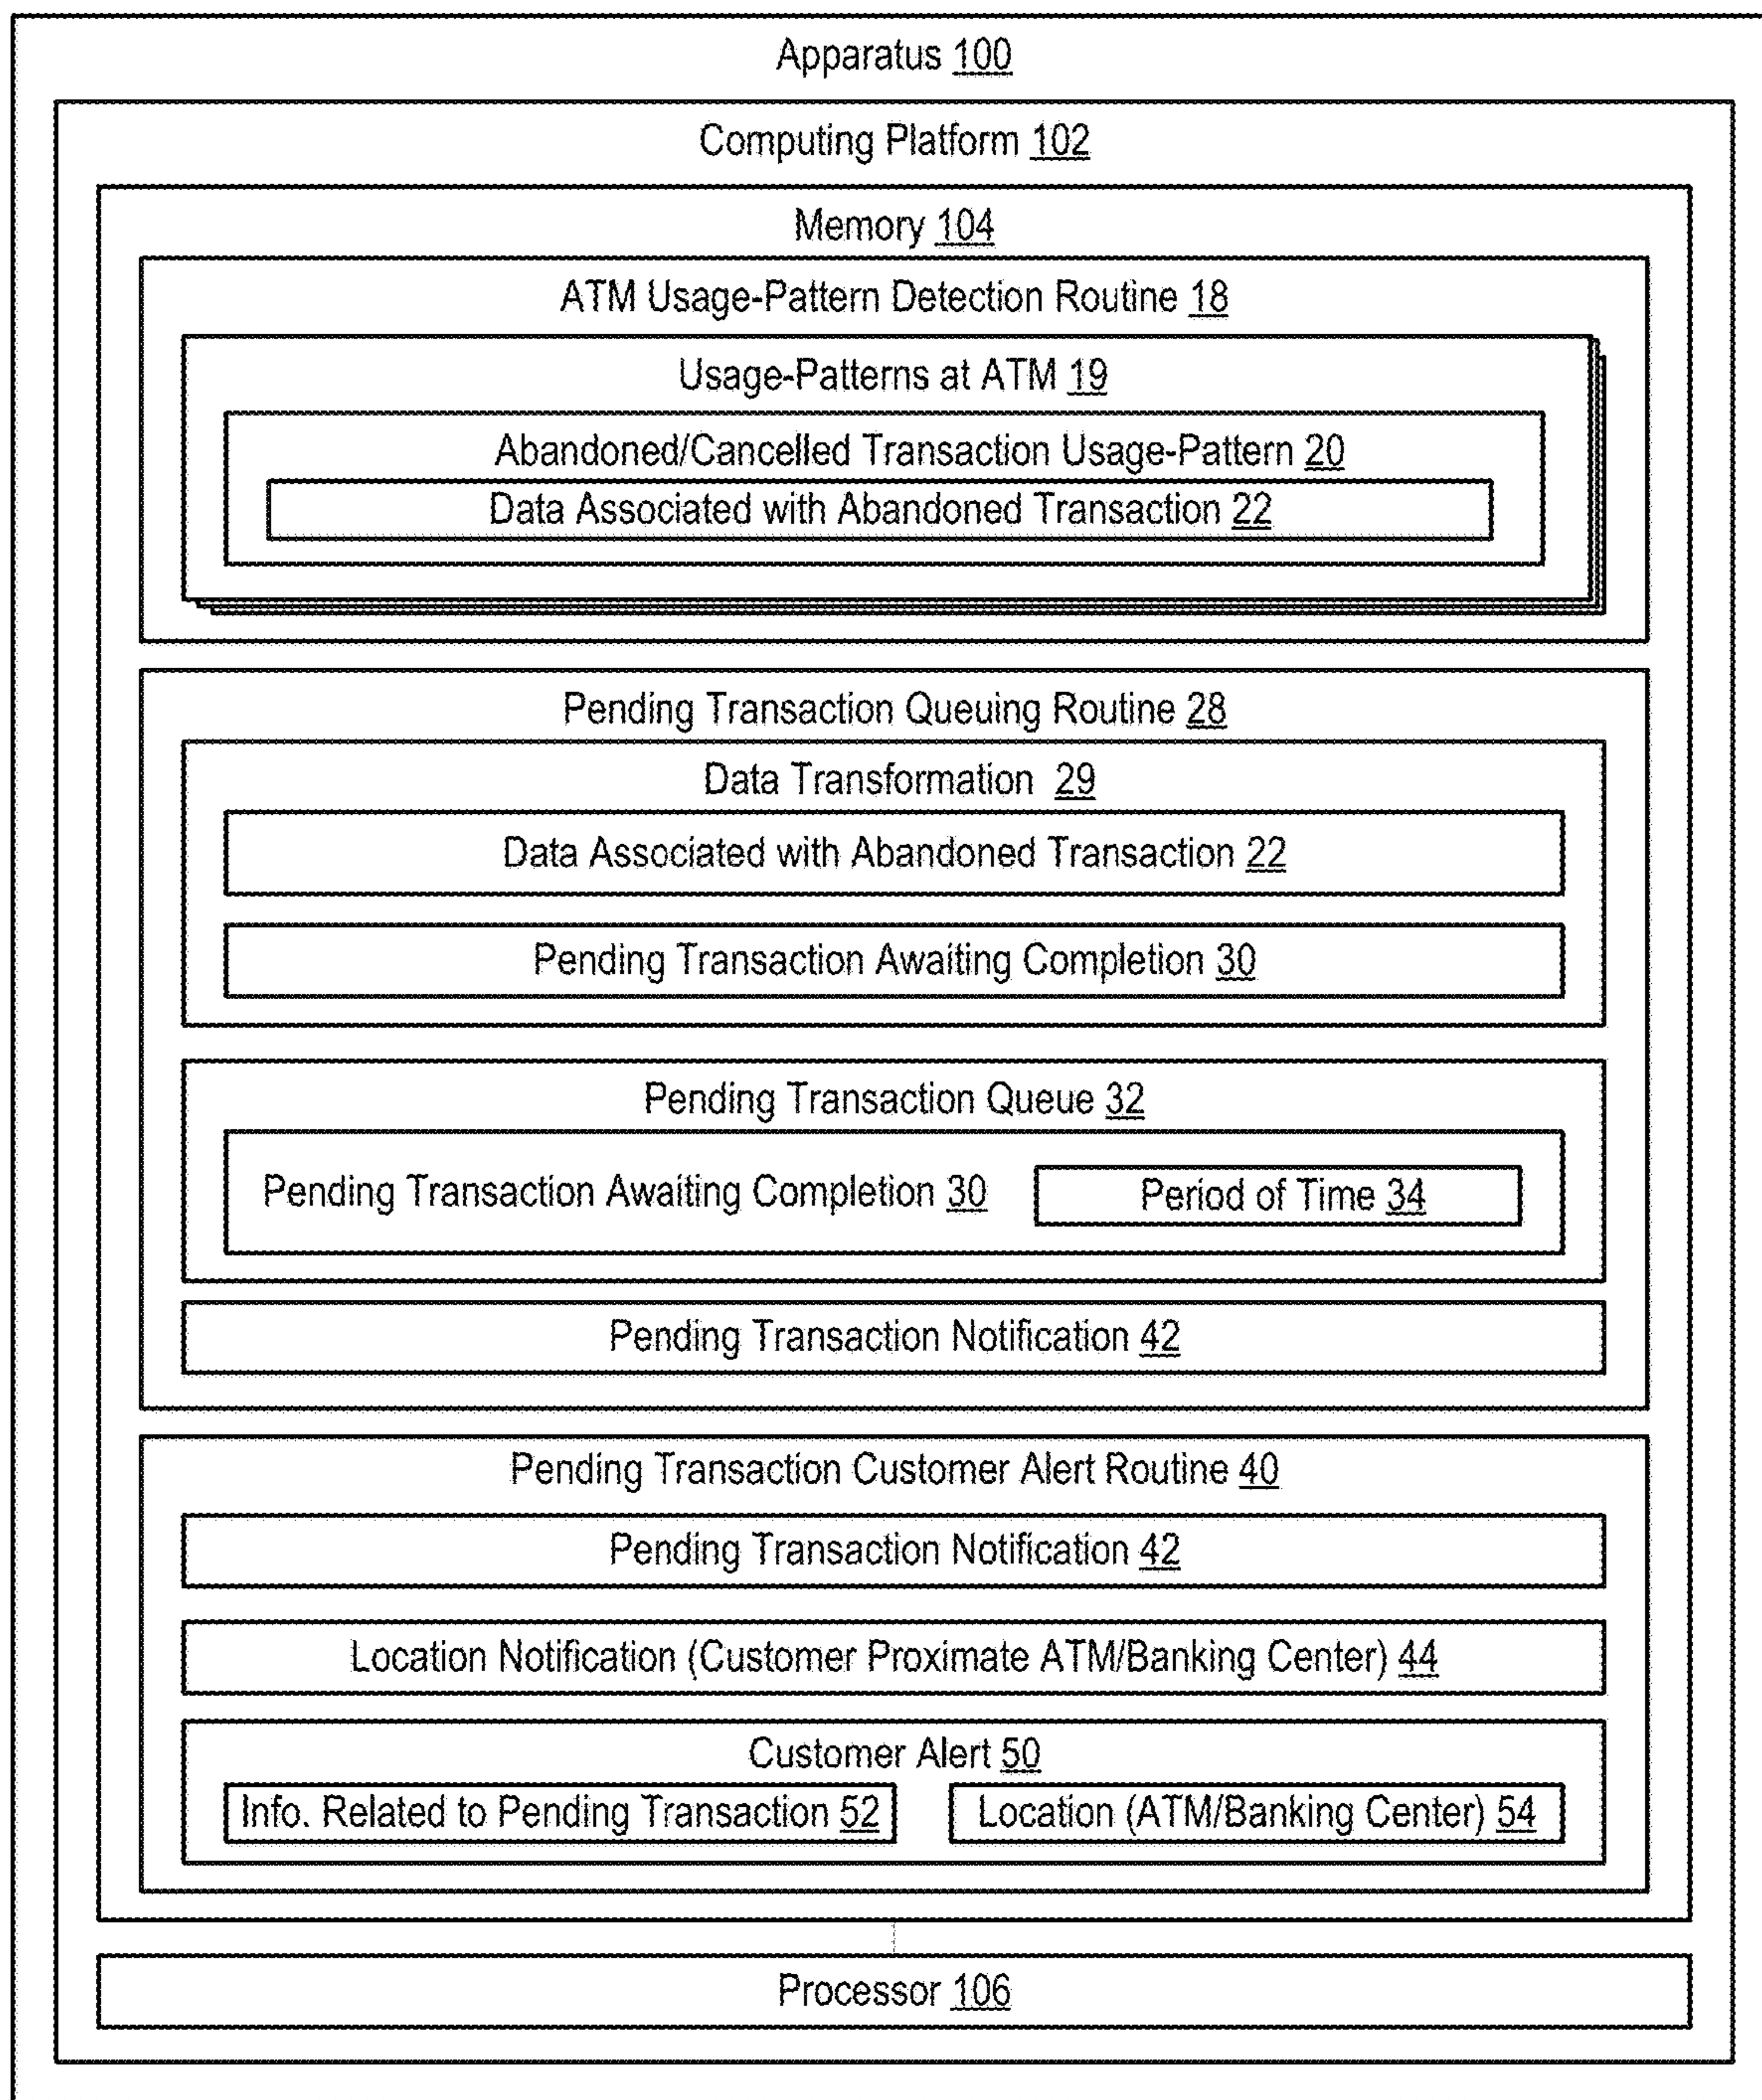 Apparatus 100
Computing Platform 102
Memory 104
ATM Usage-Pattern Detection Routine 18
Usage-Patterns at ATM 19
Abandoned/Cancelled Transaction Usage-Pattern 20
Data Associated with Abandoned Transaction 22
Pending Transaction Queuing Routine 28
Data Transformation 29
Data Associated with Abandoned Transaction 22
Pending Transaction Awaiting Completion 30
Pending Transaction Queue 32
Pending Transaction Awaiting Completion 30
Period of Time 34
Pending Transaction Notification 42
Pending Transaction Customer Alert Routine 40
Pending Transaction Notification 42
Location Notification (Customer Proximate ATM/Banking Center) 44
Customer Alert 50
Info. Related to Pending Transaction 52
Location (ATM/Banking Center) 54
Processor 106